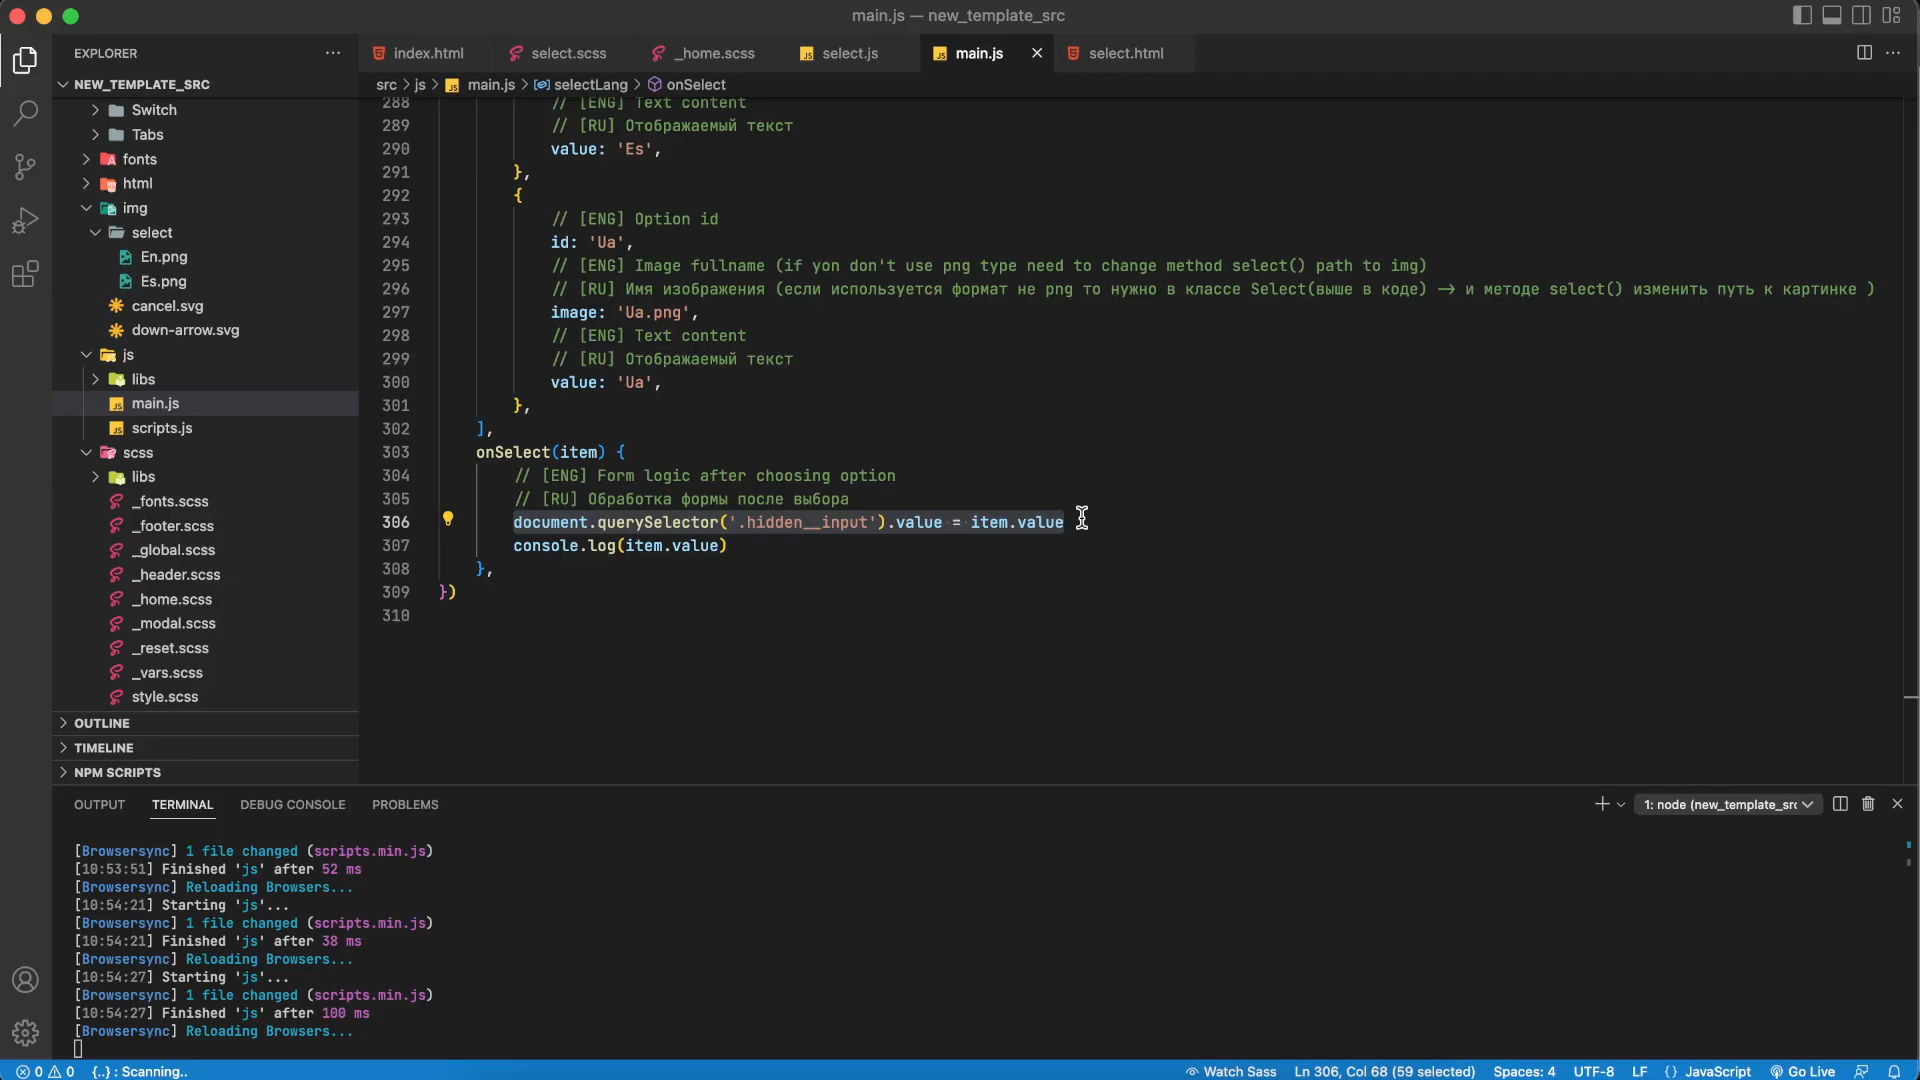 main.js — new_template_src
EXPLORER
index.html
select.scss
_home.scss
select.js
main.js
select.html
NEW_TEMPLATE_SRC
src > js > main.js > selectLang > onSelect
Switch
Tabs
fonts
html
img
select
En.png
Es.png
cancel.svg
down-arrow.svg
js
libs
main.js
scripts.js
scss
libs
_fonts.scss
_footer.scss
_global.scss
_header.scss
_home.scss
_modal.scss
_reset.scss
_vars.scss
style.scss
OUTLINE
TIMELINE
NPM SCRIPTS
288 // [ENG] Text content
289 // [RU] Отображаемый текст
290 value: 'Es',
291 },
292 {
293 // [ENG] Option id
294 id: 'Ua',
295 // [ENG] Image fullname (if yon don't use png type need to change method select() path to img)
296 // [RU] Имя изображения (если используется формат не png то нужно в классе Select(выше в коде) -> и методе select() изменить путь к картинке )
297 image: 'Ua.png',
298 // [ENG] Text content
299 // [RU] Отображаемый текст
300 value: 'Ua',
301 },
302 ],
303 onSelect(item) {
304 // [ENG] Form logic after choosing option
305 // [RU] Обработка формы после выбора
306 document.querySelector('.hidden__input').value = item.value
307 console.log(item.value)
308 },
309 })
310
OUTPUT
TERMINAL
DEBUG CONSOLE
PROBLEMS
1: node (new_template_src
[Browsersync] 1 file changed (scripts.min.js)
[10:53:51] Finished 'js' after 52 ms
[Browsersync] Reloading Browsers...
[10:54:21] Starting 'js'...
[Browsersync] 1 file changed (scripts.min.js)
[10:54:21] Finished 'js' after 38 ms
[Browsersync] Reloading Browsers...
[10:54:27] Starting 'js'...
[Browsersync] 1 file changed (scripts.min.js)
[10:54:27] Finished 'js' after 100 ms
[Browsersync] Reloading Browsers...
0 0 {..} : Scanning.. Watch Sass Ln 306, Col 68 (59 selected) Spaces: 4 UTF-8 LF {} JavaScript Go Live